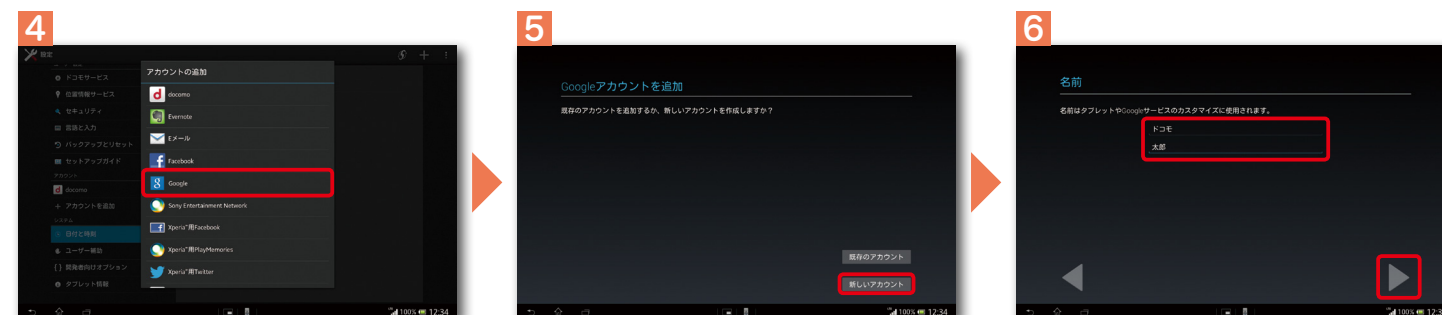 4
設定
アカウントの追加
ドコモサービス
位置情報サービス
セキュリティ
言語と入力
バックアップとリセット
セットアップガイド
アカウント
docomo
アカウントを追加
システム
日付と時刻
ユーザー補助
開発者向けオプション
タブレット情報
docomo
Evernote
Eメール
Facebook
Google
Sony Entertainment Network
Xperia™用Facebook
Xperia™用PlayMemories
Xperia™用Twitter
100% 12:34
5
Googleアカウントを追加
既存のアカウントを追加するか、新しいアカウントを作成しますか？
既存のアカウント
新しいアカウント
100% 12:34
6
名前
名前はタブレットやGoogleサービスのカスタマイズに使用されます。
ドコモ
太郎
100% 12:3